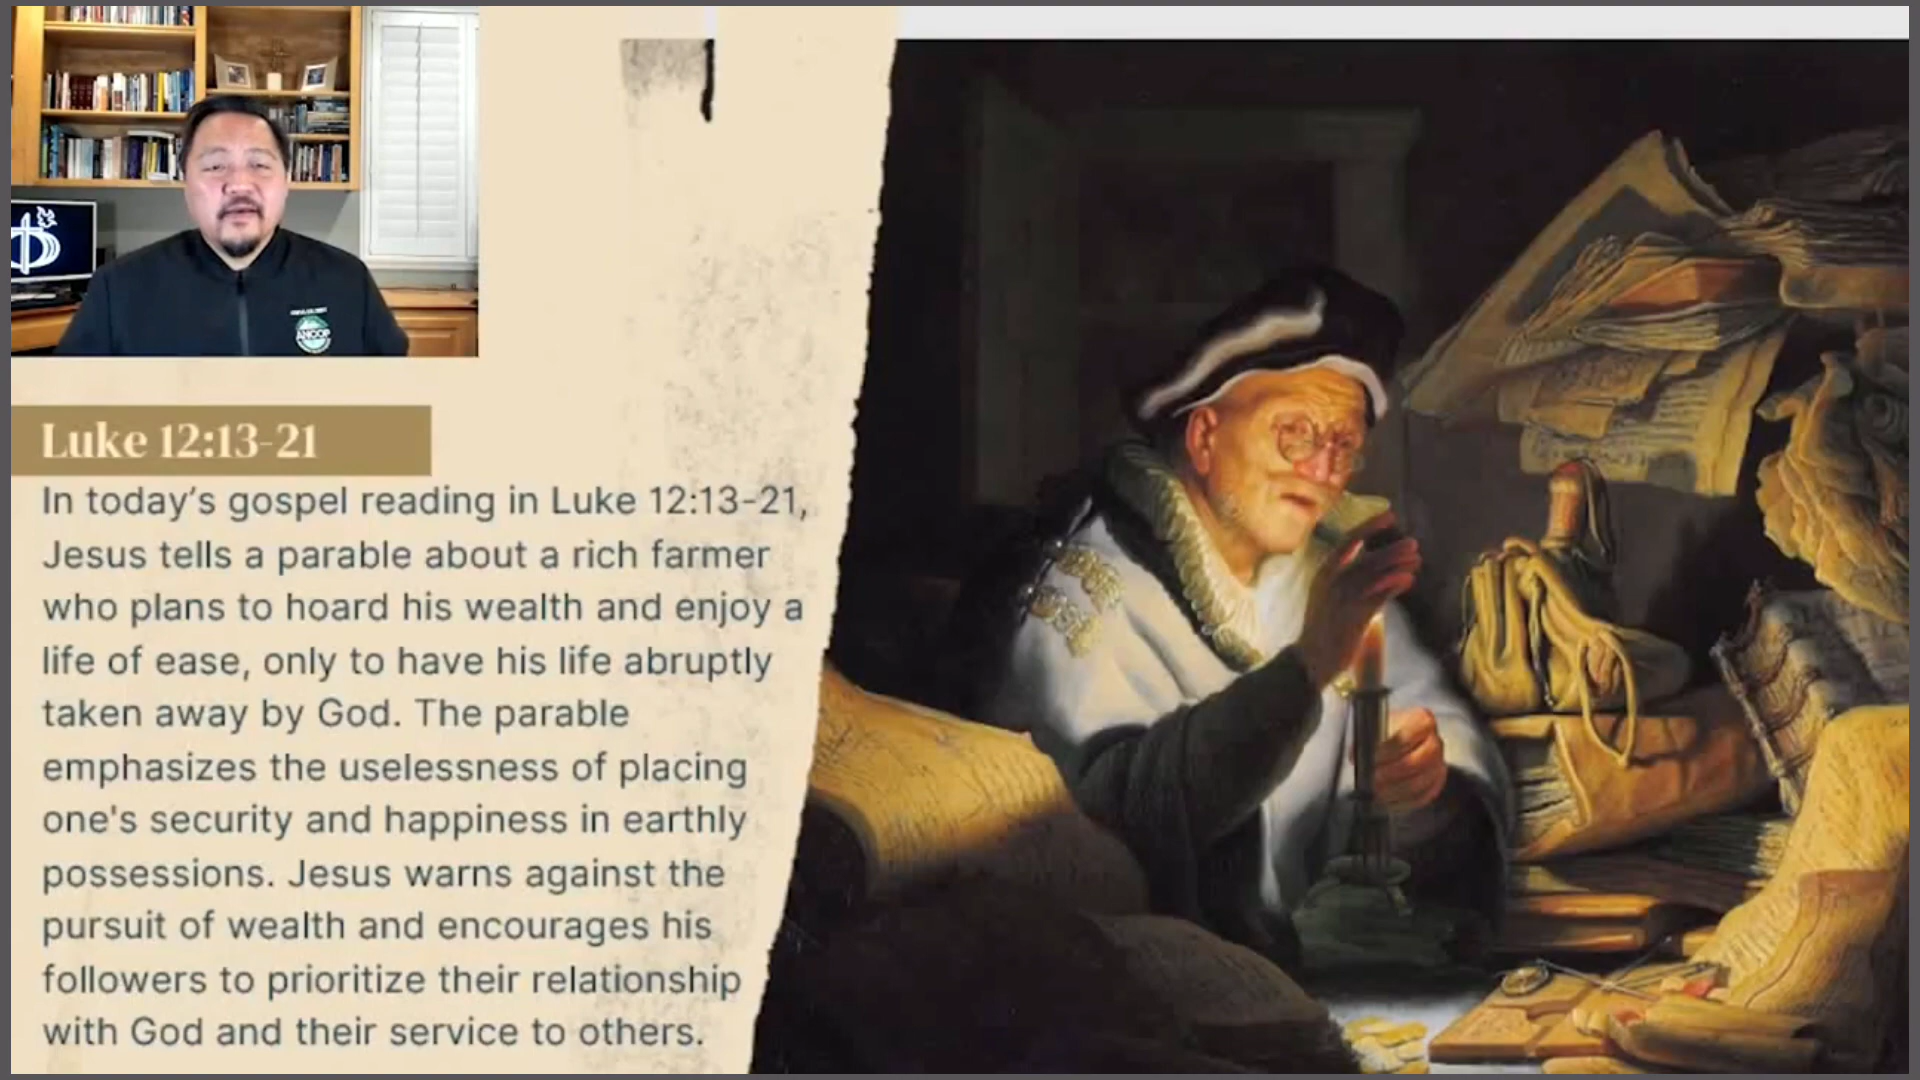 ANCOP
Luke 12:13-21
In today’s gospel reading in Luke 12:13-21,
Jesus tells a parable about a rich farmer
who plans to hoard his wealth and enjoy a
life of ease, only to have his life abruptly
taken away by God. The parable
emphasizes the uselessness of placing
one's security and happiness in earthly
possessions. Jesus warns against the
pursuit of wealth and encourages his
followers to prioritize their relationship
with God and their service to others.